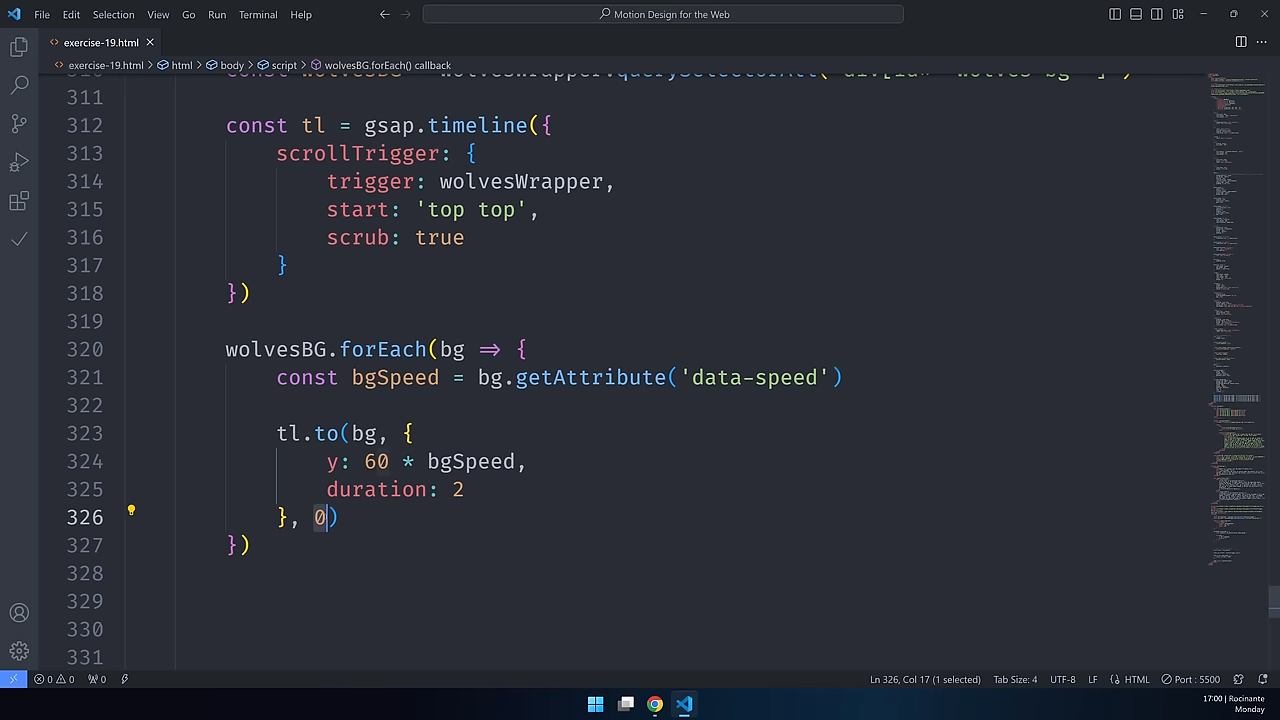 File Edit Selection View Go Run Terminal Help
Motion Design for the Web
exercise-19.html
exercise-19.html > html > body > script > wolvesBG.forEach() callback
311
312 const tl = gsap.timeline({
313 scrollTrigger: {
314 trigger: wolvesWrapper,
315 start: 'top top',
316 scrub: true
317 }
318 })
319
320 wolvesBG.forEach(bg => {
321 const bgSpeed = bg.getAttribute('data-speed')
322
323 tl.to(bg, {
324 y: 60 * bgSpeed,
325 duration: 2
326 }, 0)
327 })
328
329
330
331
0 0 0 Ln 326, Col 17 (1 selected) Tab Size: 4 UTF-8 LF HTML Port : 5500
17:00 | Rocinante
Monday